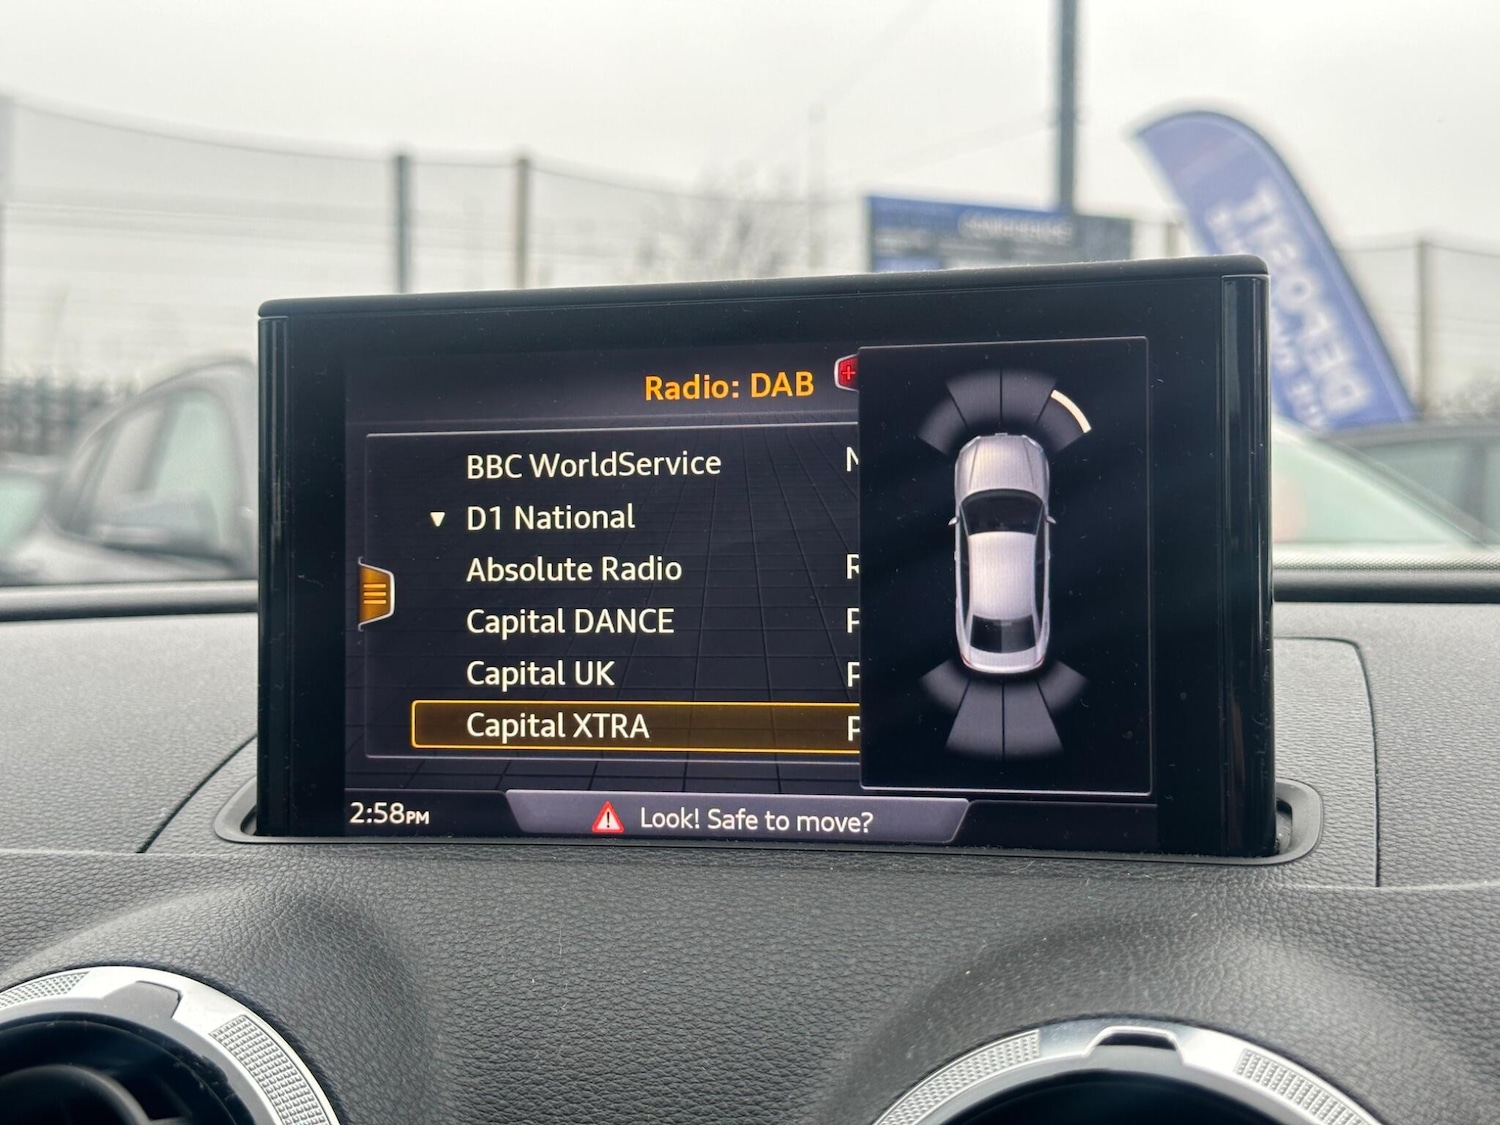 Radio: DAB
BBC WorldService
D1 National
Absolute Radio
Capital DANCE
Capital UK
Capital XTRA
2:58PM
Look! Safe to move?
DEPOSIT